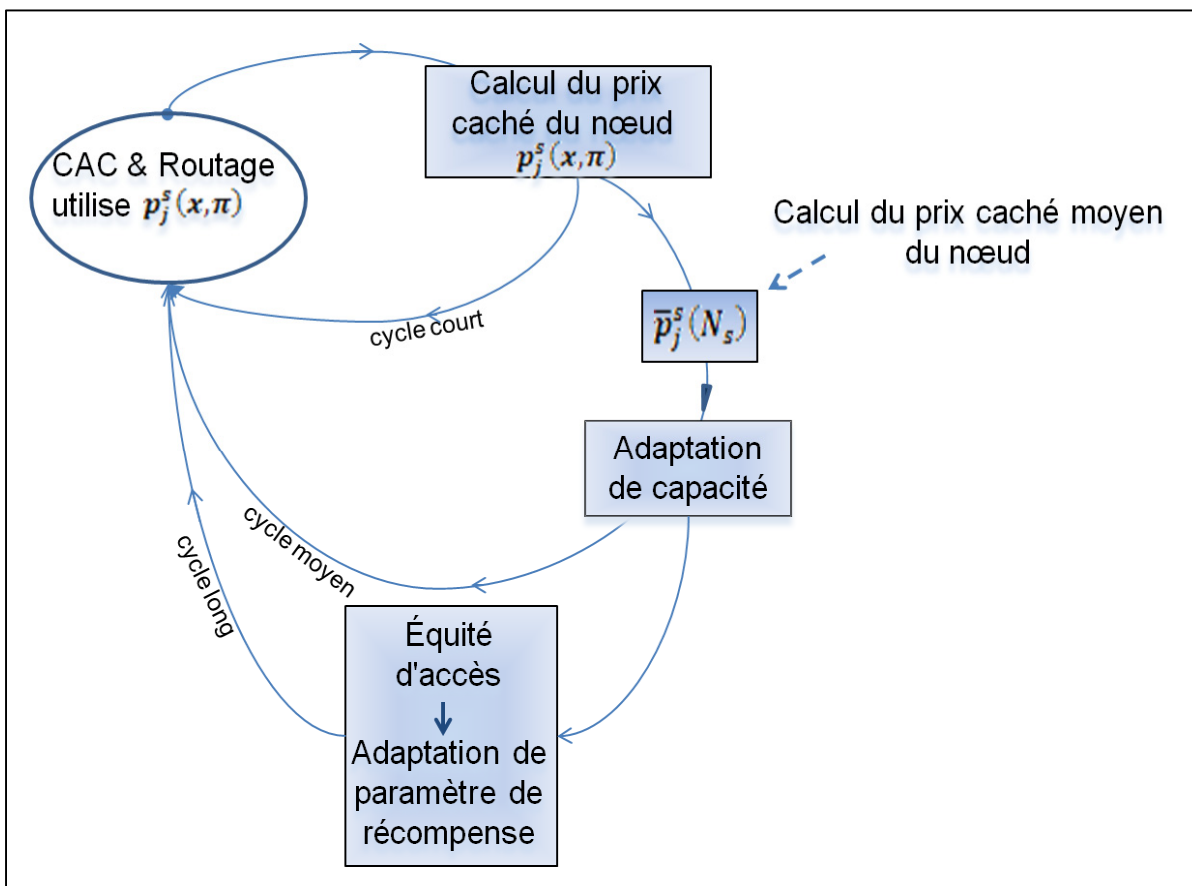 Calcul du prix
caché du nœud
p_j^s(x,π)
CAC & Routage
utilise p_j^s(x,π)
Calcul du prix caché moyen
du nœud
p̅_j^s(N_s)
cycle court
Adaptation
de capacité
cycle moyen
cycle long
Équité
d'accès
Adaptation de
paramètre de
récompense